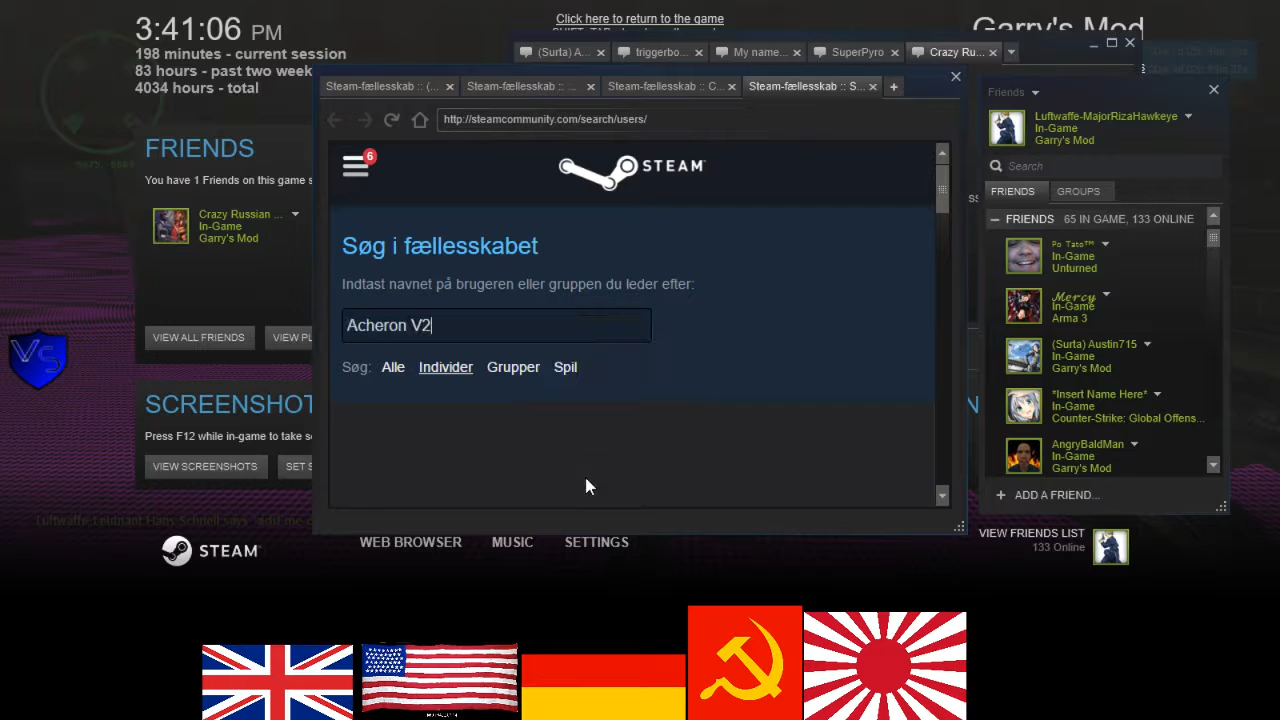 3:41:06 PM
198 minutes - current session
83 hours - past two week
4034 hours - total
Click here to return to the game
Garry's Mod
(Surta) A...
triggerbo...
My name...
SuperPyro
Crazy Ru...
FRIENDS
You have 1 Friends on this game s
Crazy Russian ...
In-Game
Garry's Mod
VIEW ALL FRIENDS
VIEW PL
SCREENSHOT
Press F12 while in-game to take s
VIEW SCREENSHOTS
SET S
Steam-fællesskab :: (...
Steam-fællesskab :: ...
Steam-fællesskab :: C...
Steam-fællesskab :: S...
http://steamcommunity.com/search/users/
6
STEAM
Søg i fællesskabet
Indtast navnet på brugeren eller gruppen du leder efter:
Acheron V2
Søg: Alle Individer Grupper Spil
Friends
Luftwaffe-MajorRizaHawkeye
In-Game
Garry's Mod
Search
FRIENDS
GROUPS
FRIENDS 65 IN GAME, 133 ONLINE
Po Tato™
In-Game
Unturned
Mercy
In-Game
Arma 3
(Surta) Austin715
In-Game
Garry's Mod
*Insert Name Here*
In-Game
Counter-Strike: Global Offens...
AngryBaldMan
In-Game
Garry's Mod
ADD A FRIEND...
VS
STEAM
WEB BROWSER
MUSIC
SETTINGS
VIEW FRIENDS LIST
133 Online